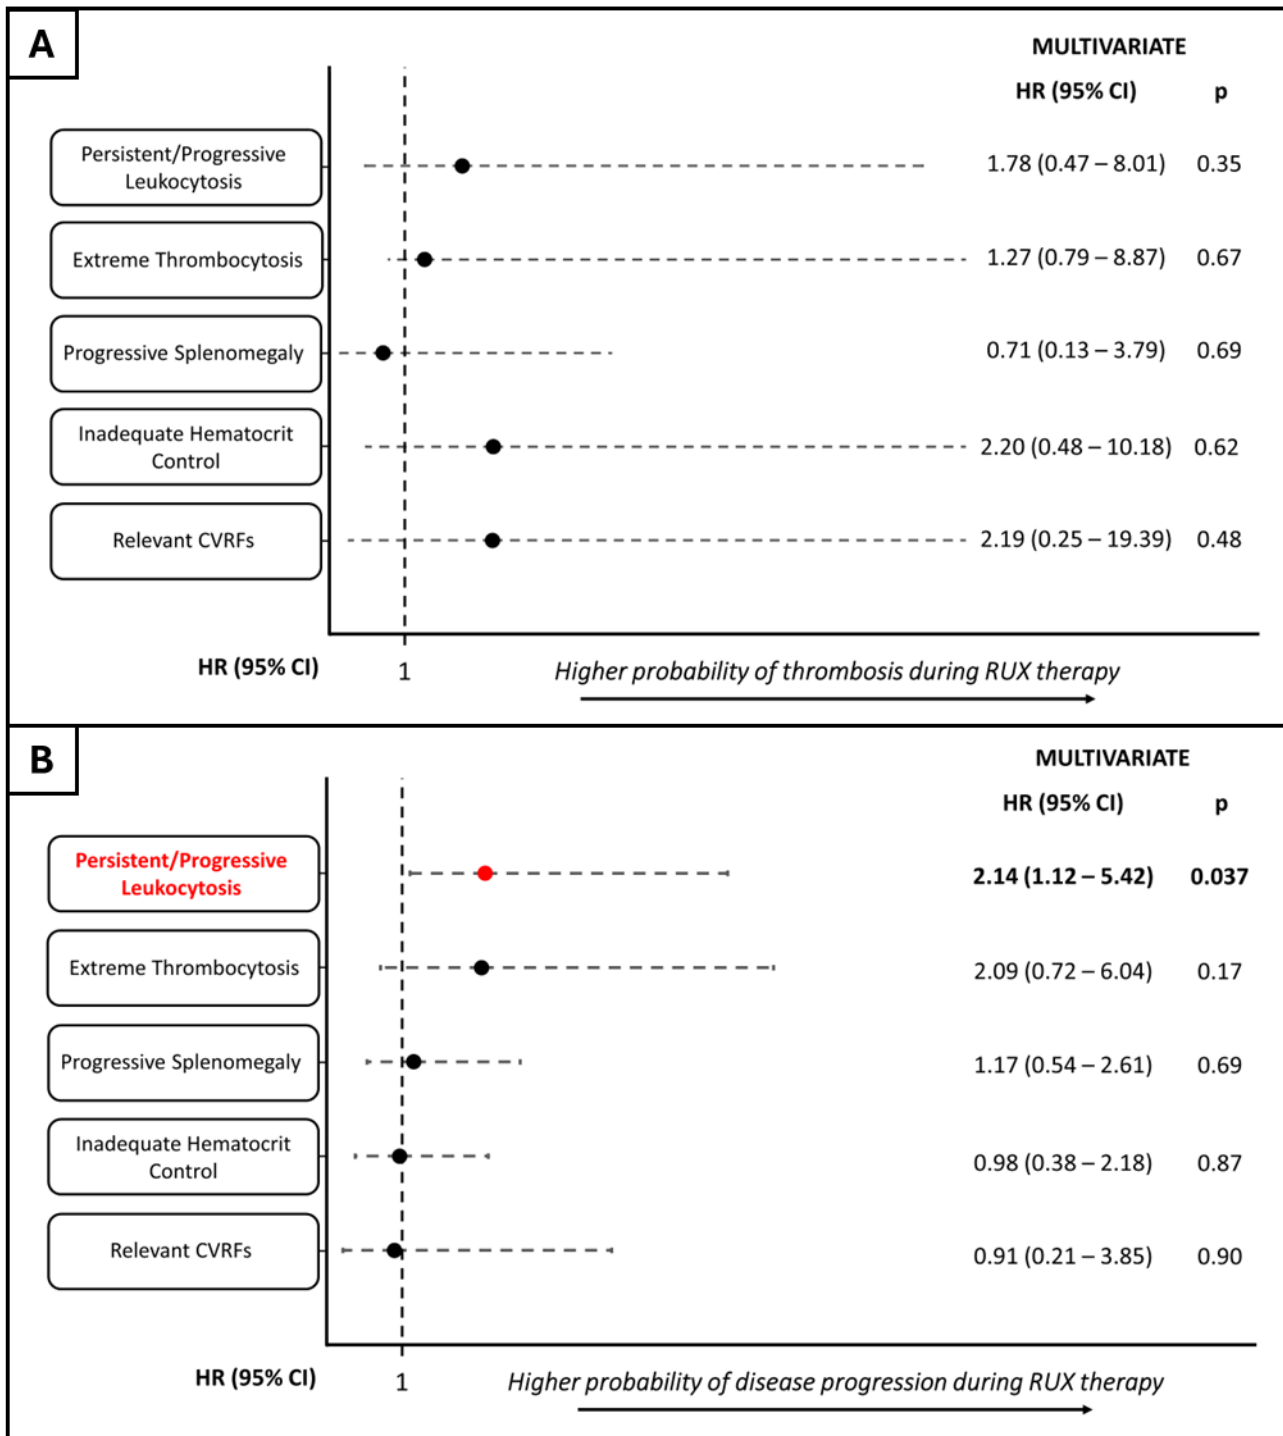 A
MULTIVARIATE
HR (95% CI) p
Persistent/Progressive
Leukocytosis
1.78 (0.47 – 8.01) 0.35
Extreme Thrombocytosis
1.27 (0.79 – 8.87) 0.67
Progressive Splenomegaly
0.71 (0.13 – 3.79) 0.69
Inadequate Hematocrit
Control
2.20 (0.48 – 10.18) 0.62
Relevant CVRFs
2.19 (0.25 – 19.39) 0.48
HR (95% CI) 1 Higher probability of thrombosis during RUX therapy
B
MULTIVARIATE
HR (95% CI) p
Persistent/Progressive
Leukocytosis
2.14 (1.12 – 5.42) 0.037
Extreme Thrombocytosis
2.09 (0.72 – 6.04) 0.17
Progressive Splenomegaly
1.17 (0.54 – 2.61) 0.69
Inadequate Hematocrit
Control
0.98 (0.38 – 2.18) 0.87
Relevant CVRFs
0.91 (0.21 – 3.85) 0.90
HR (95% CI) 1 Higher probability of disease progression during RUX therapy